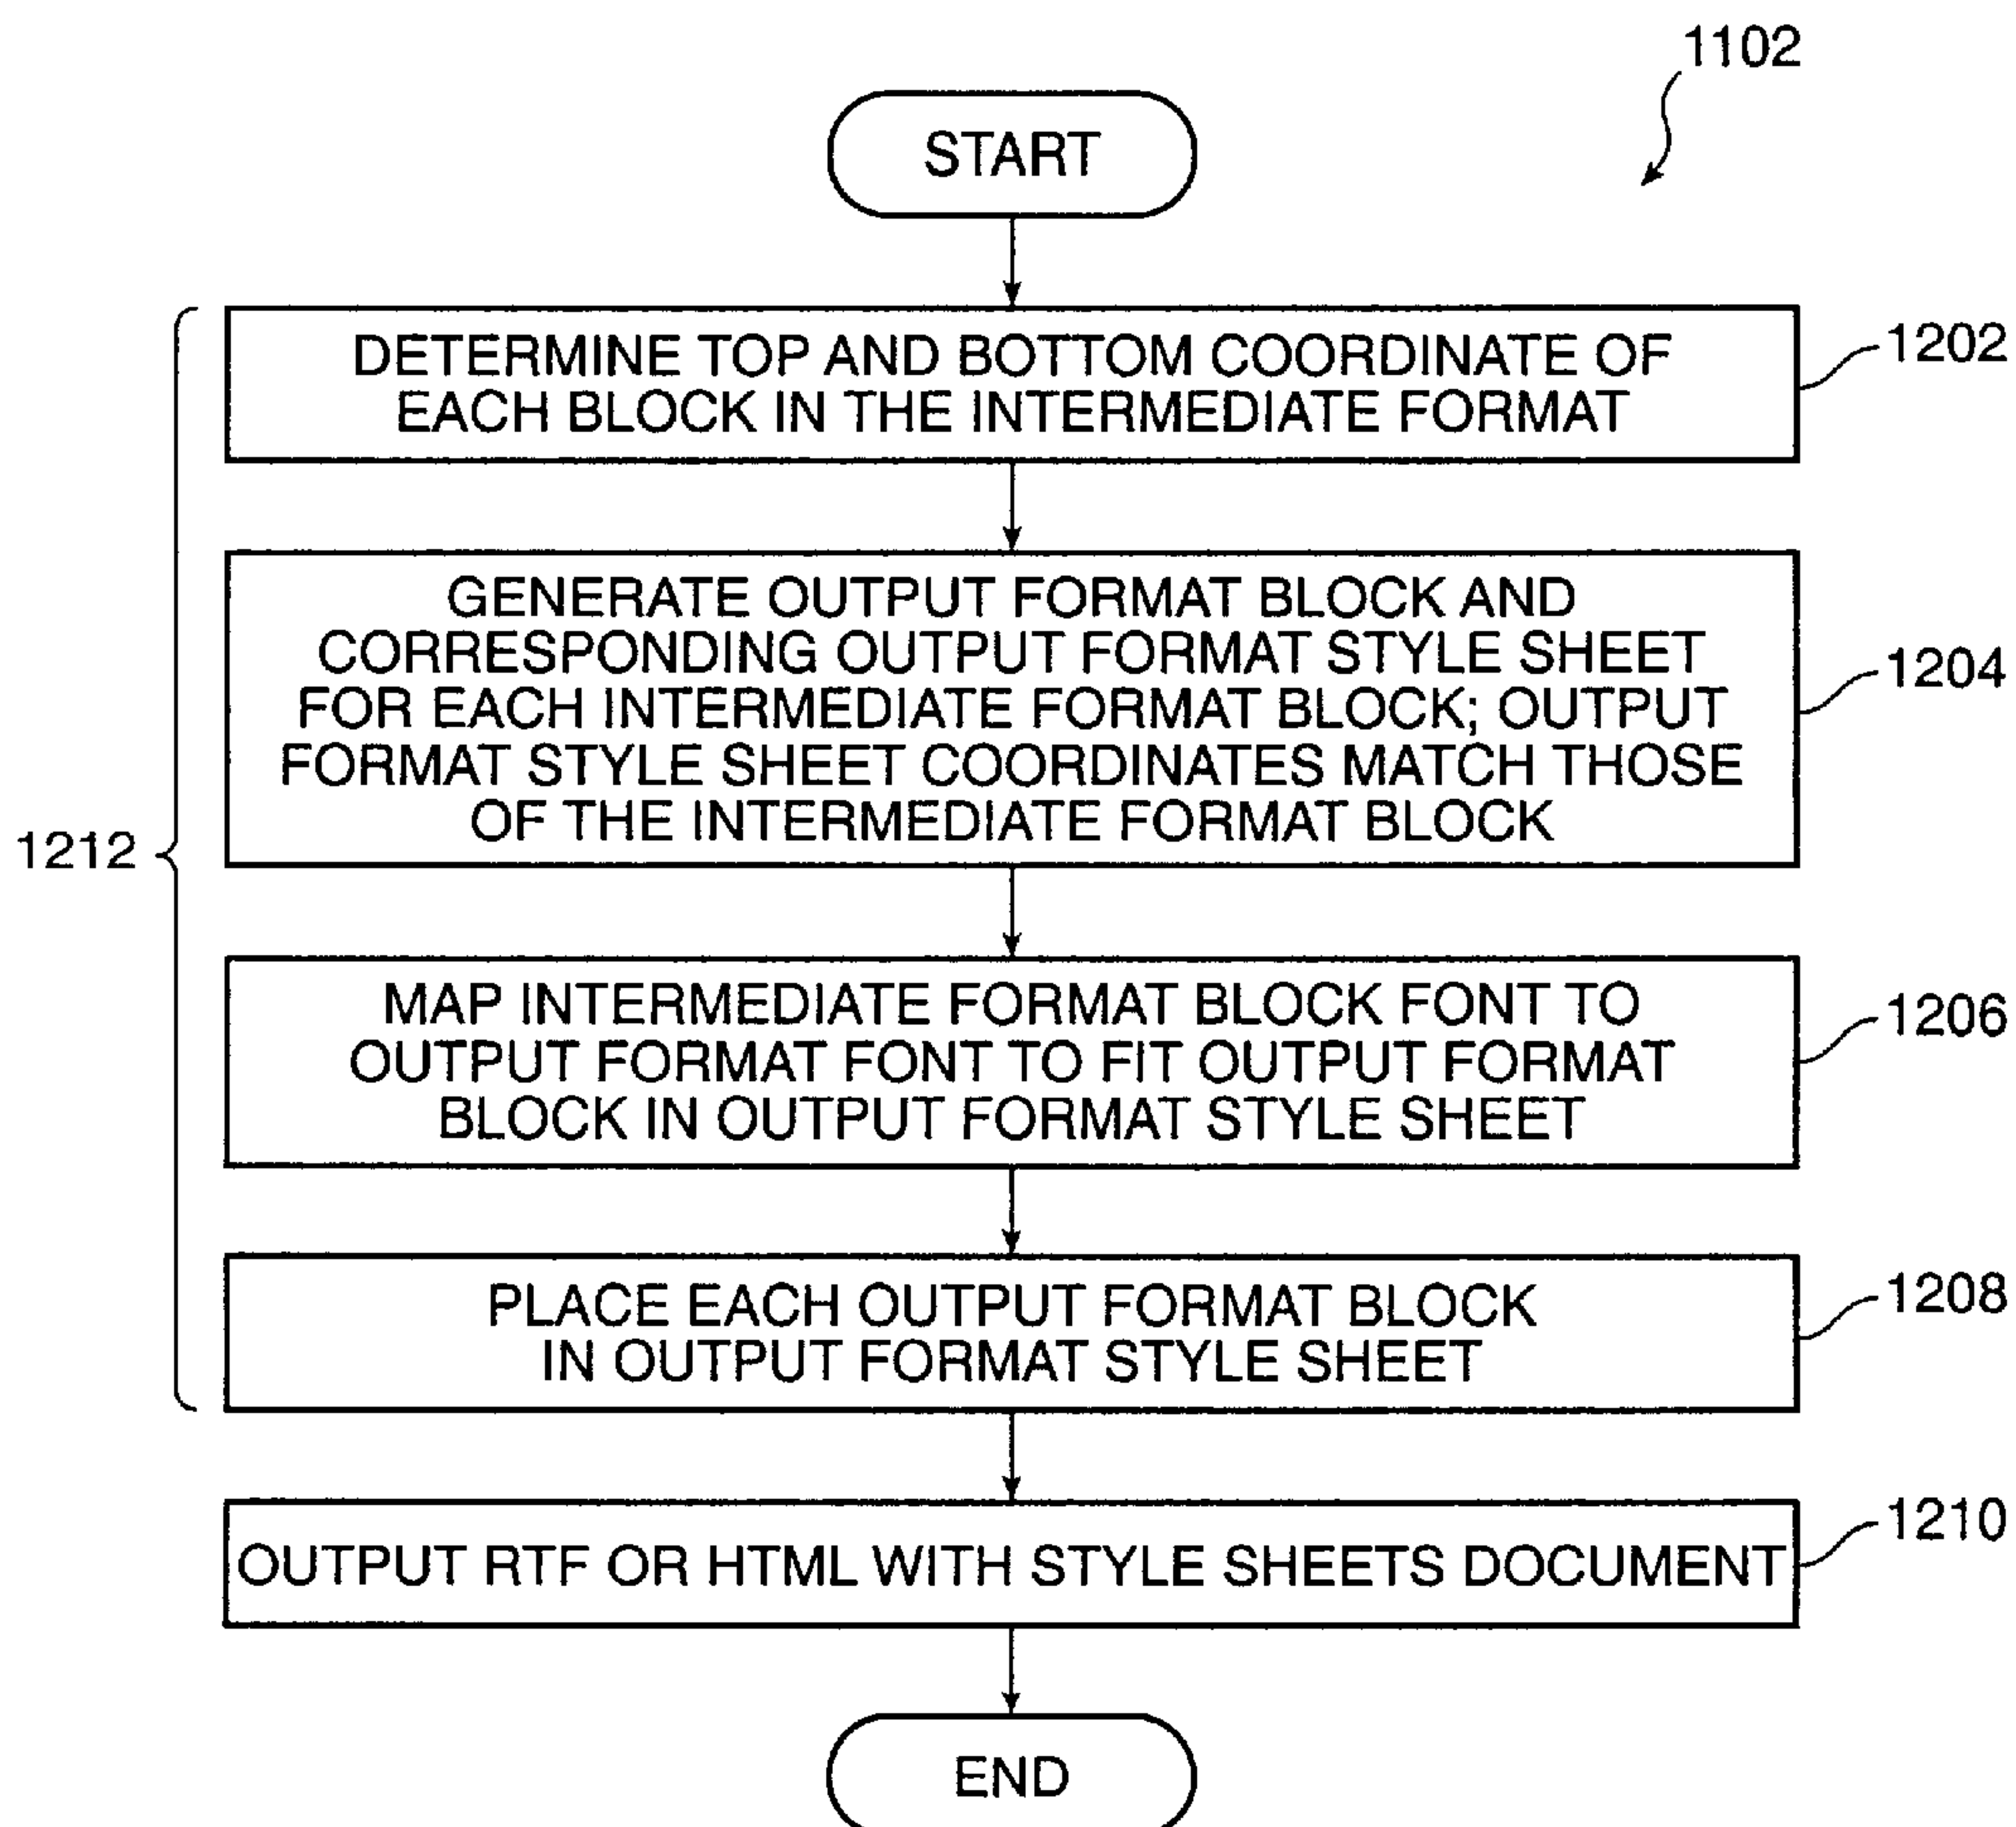 1102
START
DETERMINE TOP AND BOTTOM COORDINATE OF
EACH BLOCK IN THE INTERMEDIATE FORMAT
1202
GENERATE OUTPUT FORMAT BLOCK AND
CORRESPONDING OUTPUT FORMAT STYLE SHEET
FOR EACH INTERMEDIATE FORMAT BLOCK; OUTPUT
FORMAT STYLE SHEET COORDINATES MATCH THOSE
OF THE INTERMEDIATE FORMAT BLOCK
1204
1212
MAP INTERMEDIATE FORMAT BLOCK FONT TO
OUTPUT FORMAT FONT TO FIT OUTPUT FORMAT
BLOCK IN OUTPUT FORMAT STYLE SHEET
1206
PLACE EACH OUTPUT FORMAT BLOCK
IN OUTPUT FORMAT STYLE SHEET
1208
OUTPUT RTF OR HTML WITH STYLE SHEETS DOCUMENT
1210
END